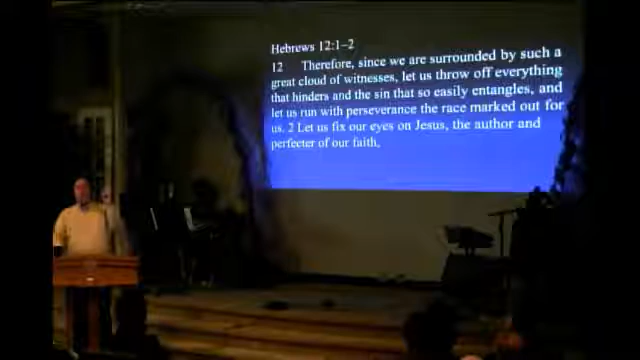 Hebrews 12:1–2
12 Therefore, since we are surrounded by such a
great cloud of witnesses, let us throw off everything
that hinders and the sin that so easily entangles, and
let us run with perseverance the race marked out for
us. 2 Let us fix our eyes on Jesus, the author and
perfecter of our faith,